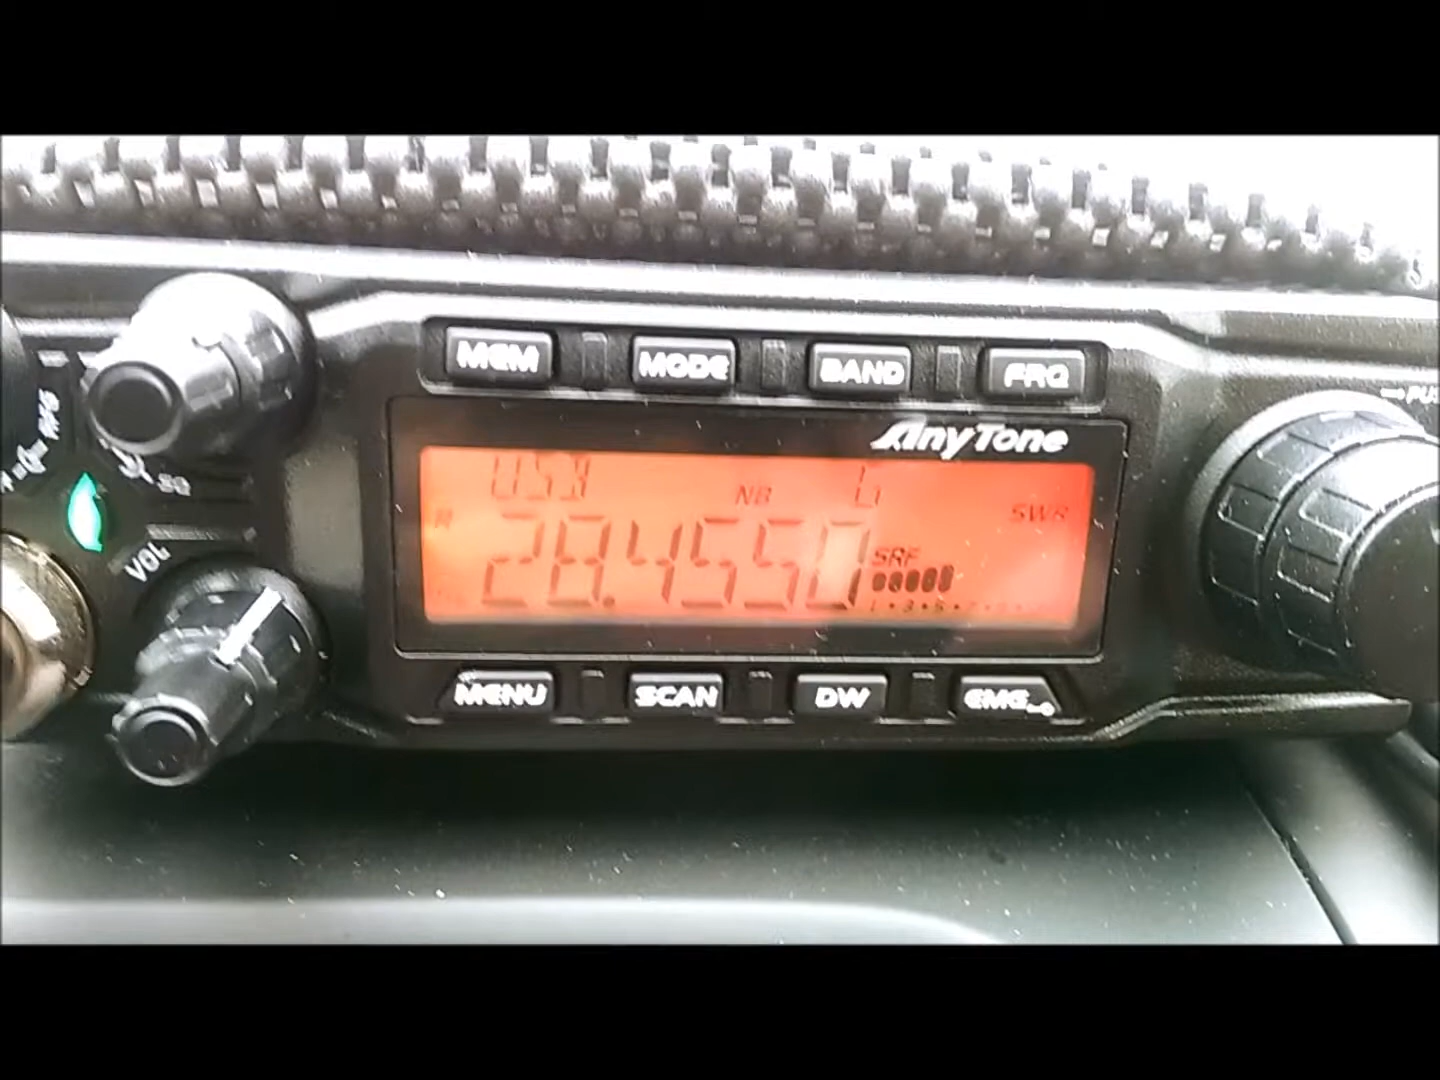 MEM MODE BAND FRQ
AnyTone
USB NB G SWR
R 28.4550 SRF
1•3•5•7•9
SQ
VOL
MENU SCAN DW EMG